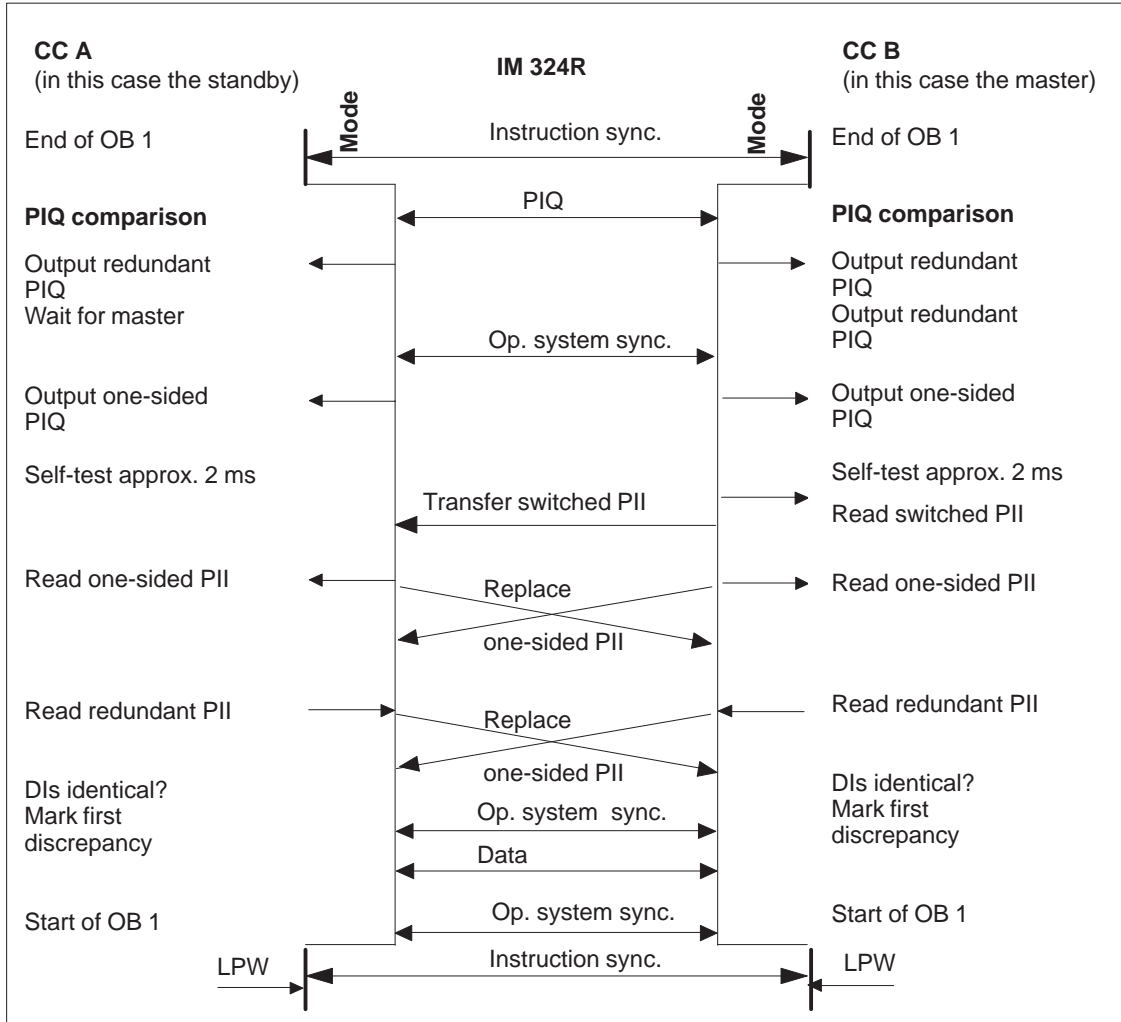 CC A
(in this case the standby)
IM 324R
CC B
(in this case the master)
Mode
Mode
End of OB 1
Instruction sync.
End of OB 1
PIQ
PIQ comparison
PIQ comparison
Output redundant
PIQ
Wait for master
Output redundant
PIQ
Output redundant
PIQ
Op. system sync.
Output one-sided
PIQ
Output one-sided
PIQ
Self-test approx. 2 ms
Self-test approx. 2 ms
Transfer switched PII
Read switched PII
Read one-sided PII
Replace
one-sided PII
Read one-sided PII
Read redundant PII
Replace
one-sided PII
Read redundant PII
DIs identical?
Mark first
discrepancy
DIs identical?
Mark first
discrepancy
Op. system sync.
Data
Start of OB 1
Op. system sync.
Start of OB 1
LPW
Instruction sync.
LPW